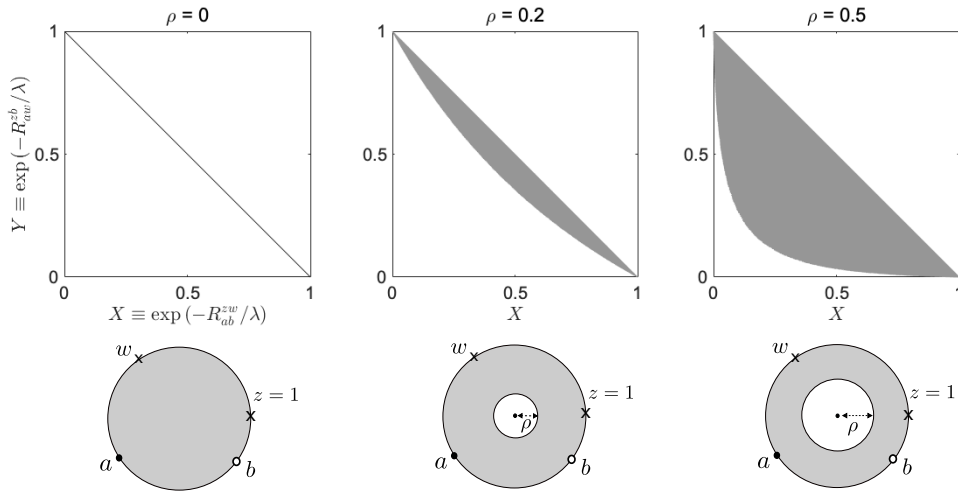 ρ = 0
ρ = 0.2
ρ = 0.5
Y ≡ exp (−R_{aw}^{zb}/λ)
1
0.5
0
0
0.5
1
X ≡ exp (−R_{ab}^{zw}/λ)
1
0.5
0
0
0.5
1
X
1
0.5
0
0
0.5
1
X
w
z = 1
a
b
w
z = 1
ρ
a
b
w
z = 1
ρ
a
b